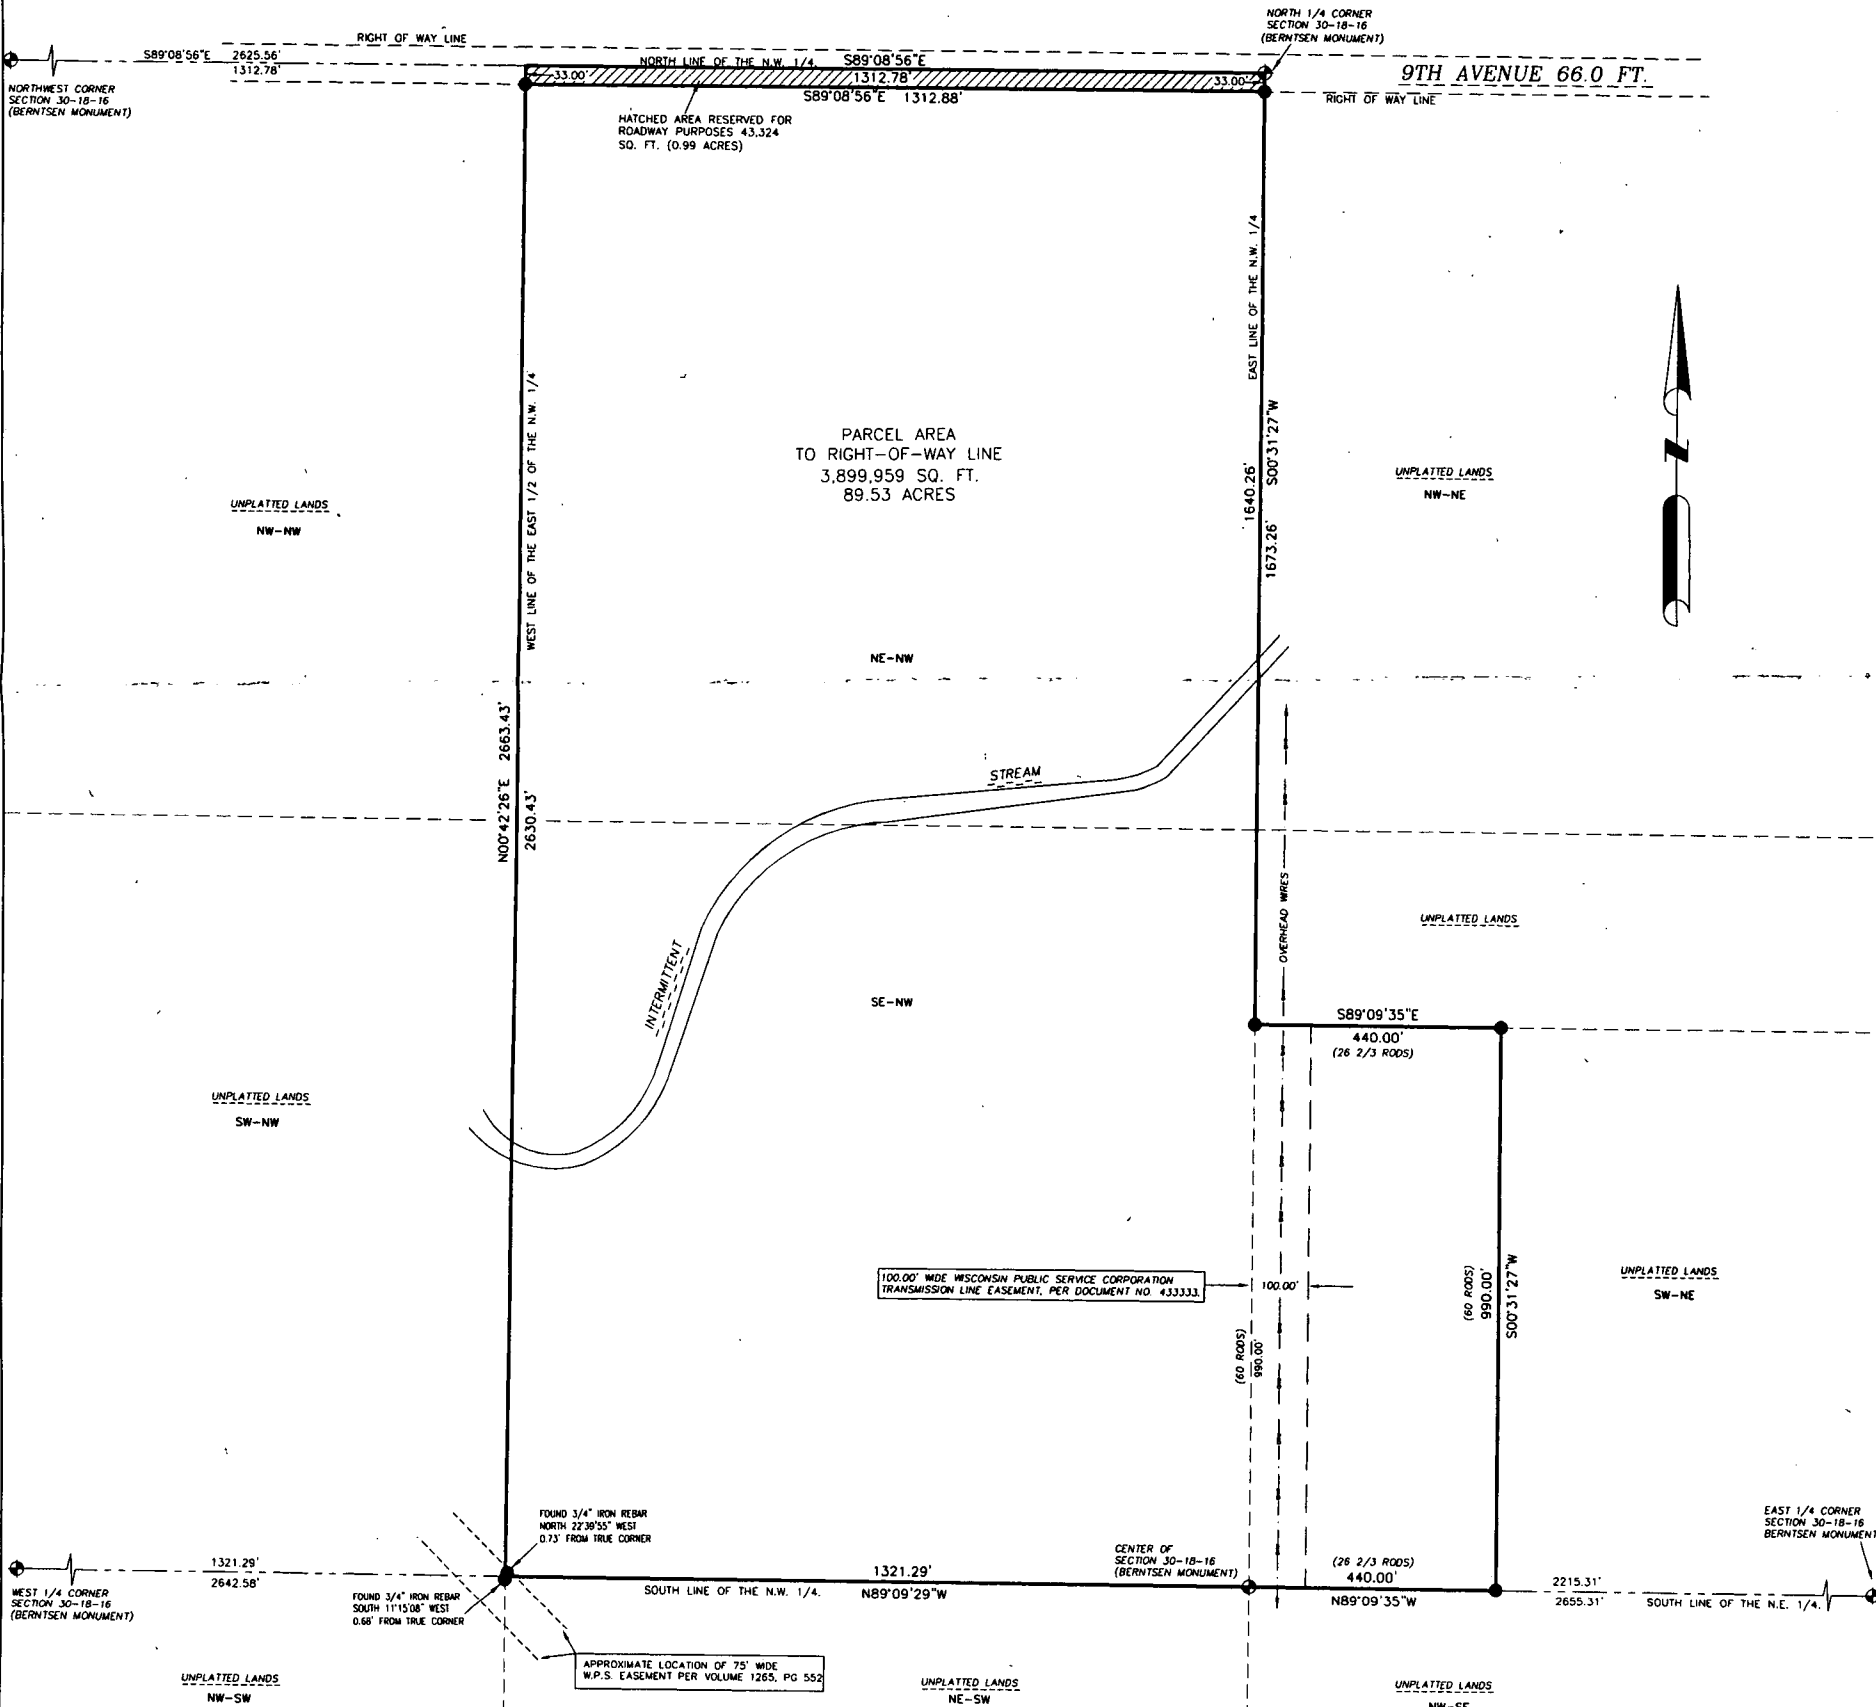 NORTH 1/4 CORNER
SECTION 30-18-16
(BERNTSEN MONUMENT)
RIGHT OF WAY LINE
S89°08'56"E 2625.56'
1312.78'
NORTH LINE OF THE N.W. 1/4.
S89°08'56"E
33.00'
1312.78'
33.00'
9TH AVENUE 66.0 FT.
NORTHWEST CORNER
SECTION 30-18-16
(BERNTSEN MONUMENT)
S89°08'56"E 1312.88'
RIGHT OF WAY LINE
HATCHED AREA RESERVED FOR
ROADWAY PURPOSES 43,324
SQ. FT. (0.99 ACRES)
EAST LINE OF THE N.W. 1/4
WEST LINE OF THE EAST 1/2 OF THE N.W. 1/4
PARCEL AREA
TO RIGHT-OF-WAY LINE
3,899,959 SQ. FT.
89.53 ACRES
S00°31'27"W
1640.26'
1673.26'
UNPLATTED LANDS
NW-NE
UNPLATTED LANDS
NW-NW
N
NE-NW
N00°42'26"E 2663.43'
2630.43'
STREAM
OVERHEAD WIRES
UNPLATTED LANDS
INTERMITTENT
SE-NW
S89°09'35"E
440.00'
(26 2/3 RODS)
UNPLATTED LANDS
SW-NW
100.00' WIDE WISCONSIN PUBLIC SERVICE CORPORATION
TRANSMISSION LINE EASEMENT, PER DOCUMENT NO. 433333.
100.00'
(60 RODS)
990.00'
(60 RODS)
990.00'
S00°31'27"W
UNPLATTED LANDS
SW-NE
FOUND 3/4" IRON REBAR
NORTH 22°39'55" WEST
0.73' FROM TRUE CORNER
EAST 1/4 CORNER
SECTION 30-18-16
BERNTSEN MONUMENT
CENTER OF
SECTION 30-18-16
(BERNTSEN MONUMENT)
1321.29'
2642.58'
1321.29'
SOUTH LINE OF THE N.W. 1/4.
N89°09'29"W
(26 2/3 RODS)
440.00'
N89°09'35"W
2215.31'
2655.31'
SOUTH LINE OF THE N.E. 1/4.
WEST 1/4 CORNER
SECTION 30-18-16
(BERNTSEN MONUMENT)
FOUND 3/4" IRON REBAR
SOUTH 11°15'08" WEST
0.68' FROM TRUE CORNER
APPROXIMATE LOCATION OF 75' WIDE
W.P.S. EASEMENT PER VOLUME 1265, PG 552
UNPLATTED LANDS
NW-SW
UNPLATTED LANDS
NE-SW
UNPLATTED LANDS
NW-SE